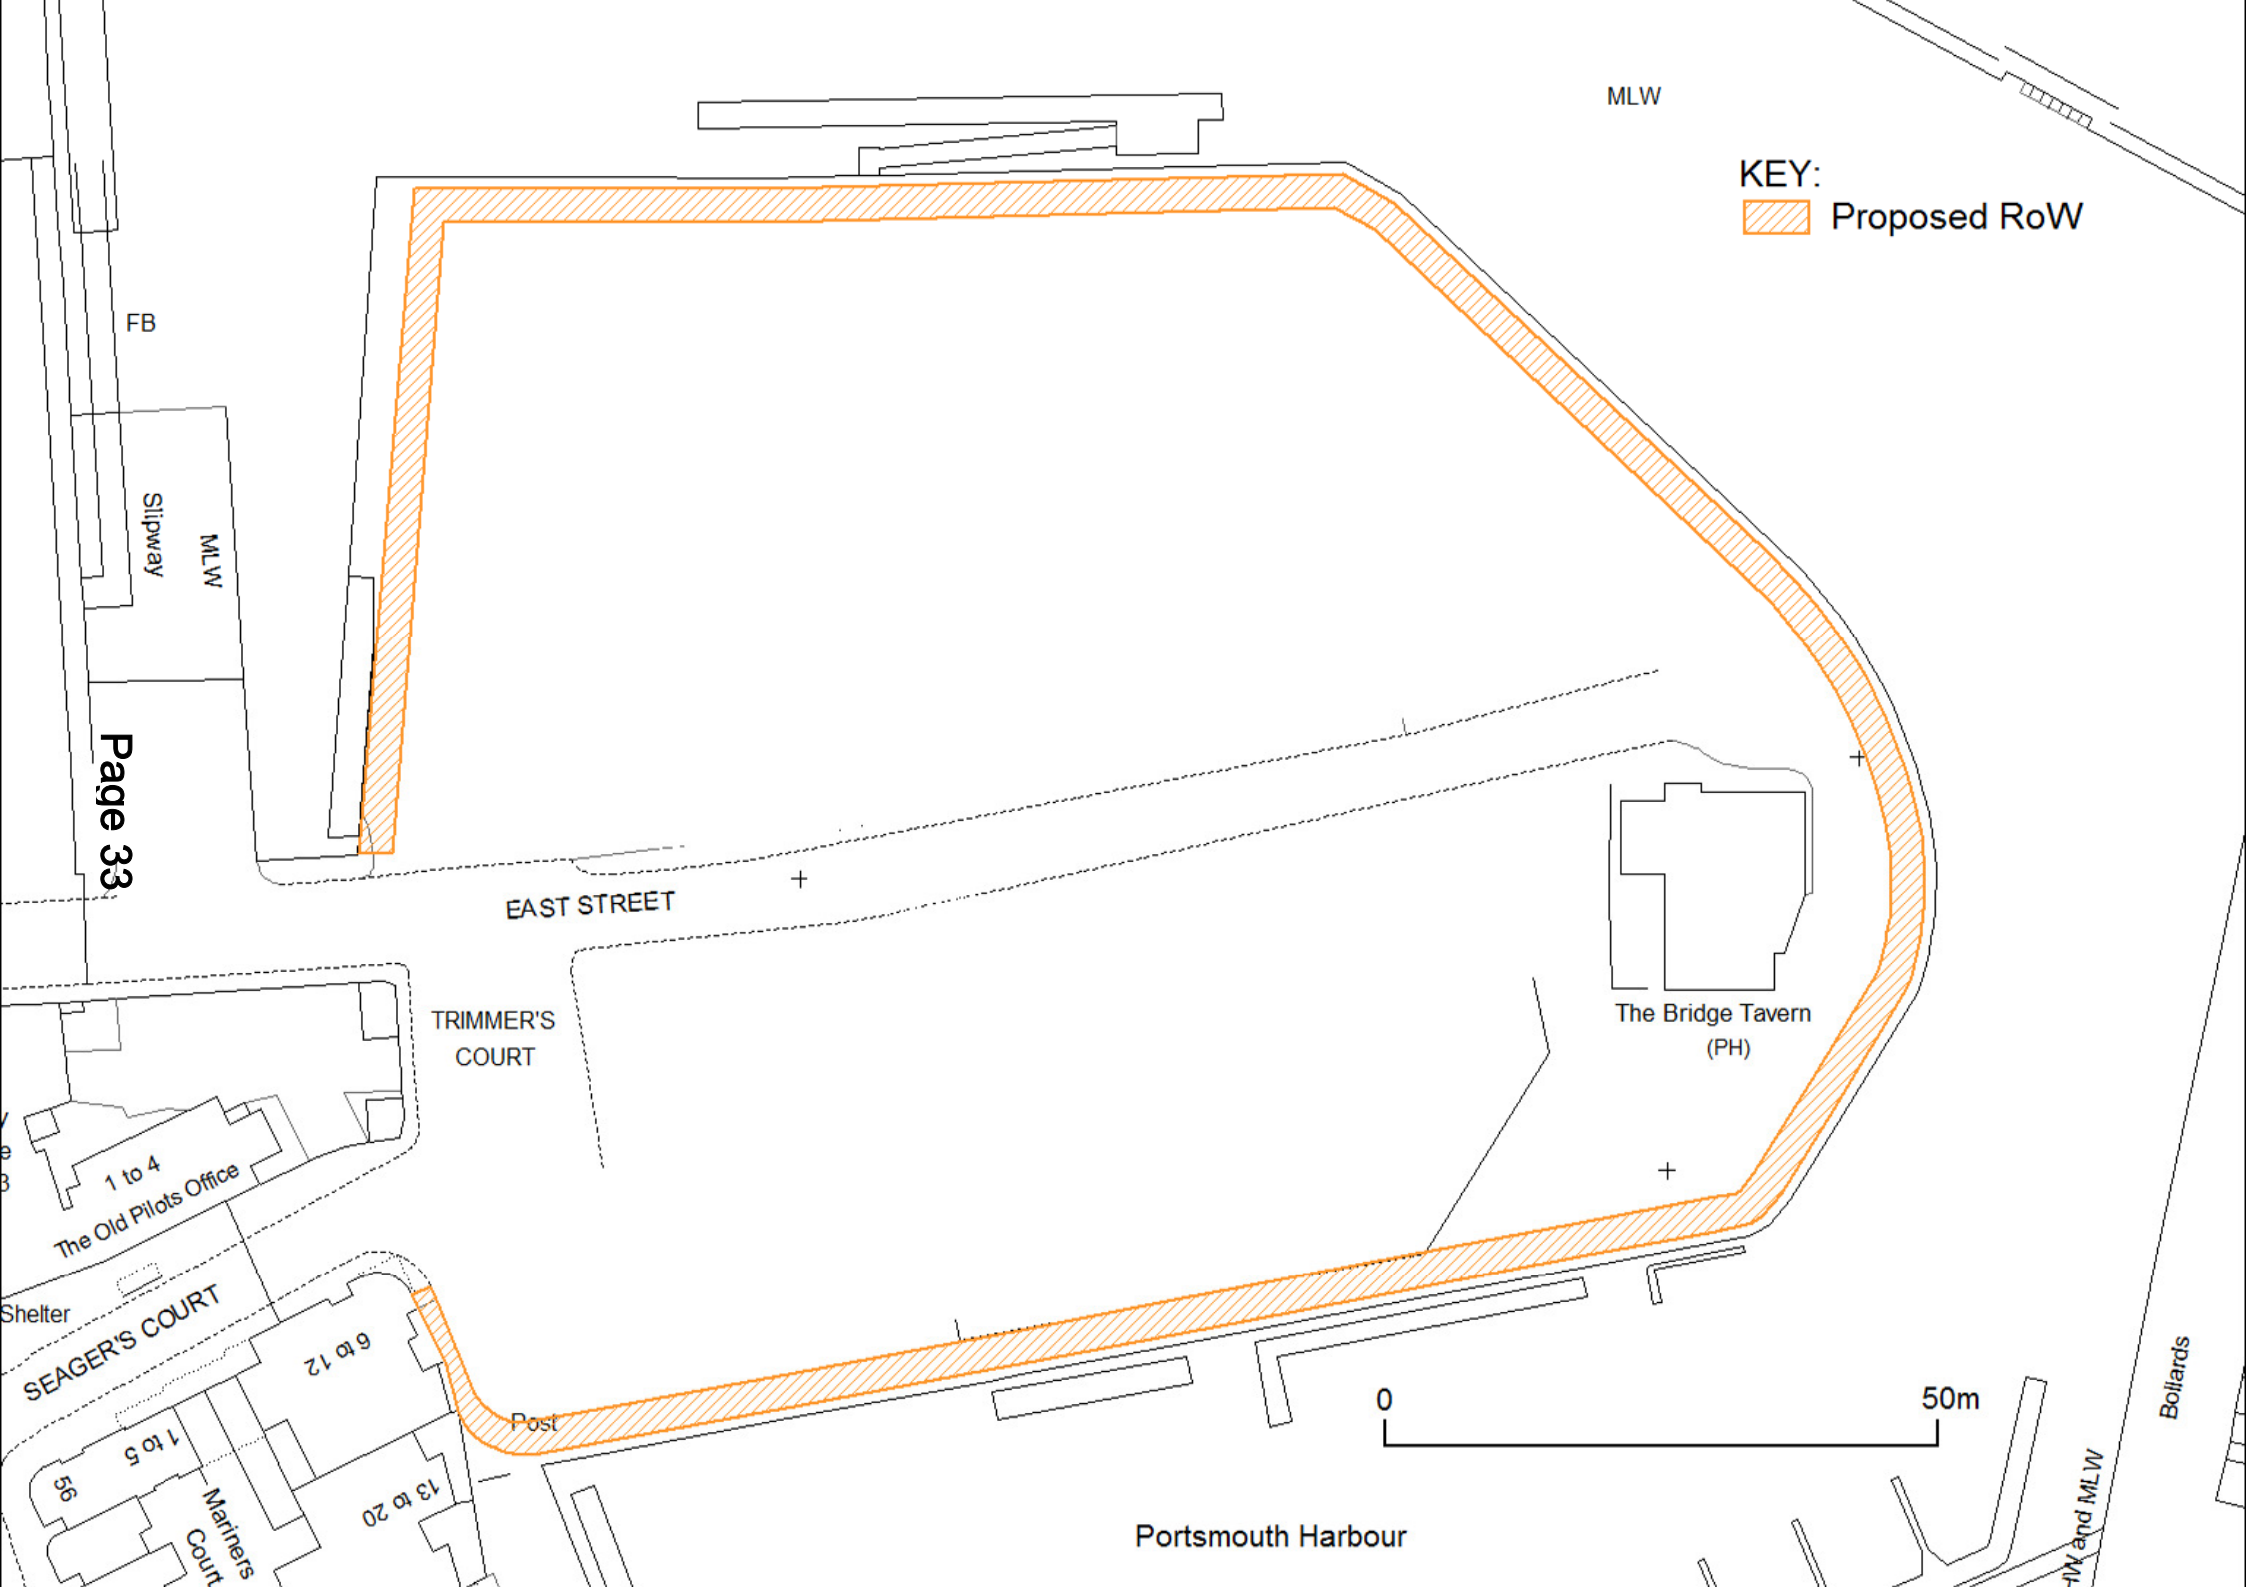 MLW
KEY:
Proposed RoW
FB
Slipway
MLW
Page 33
EAST STREET
TRIMMER'S
COURT
The Bridge Tavern
(PH)
1 to 4
The Old Pilots Office
Shelter
SEAGER'S COURT
6 to 12
Post
1 to 5
56
13 to 20
Mariners
Court
0
50m
Bollards
Portsmouth Harbour
and MLW